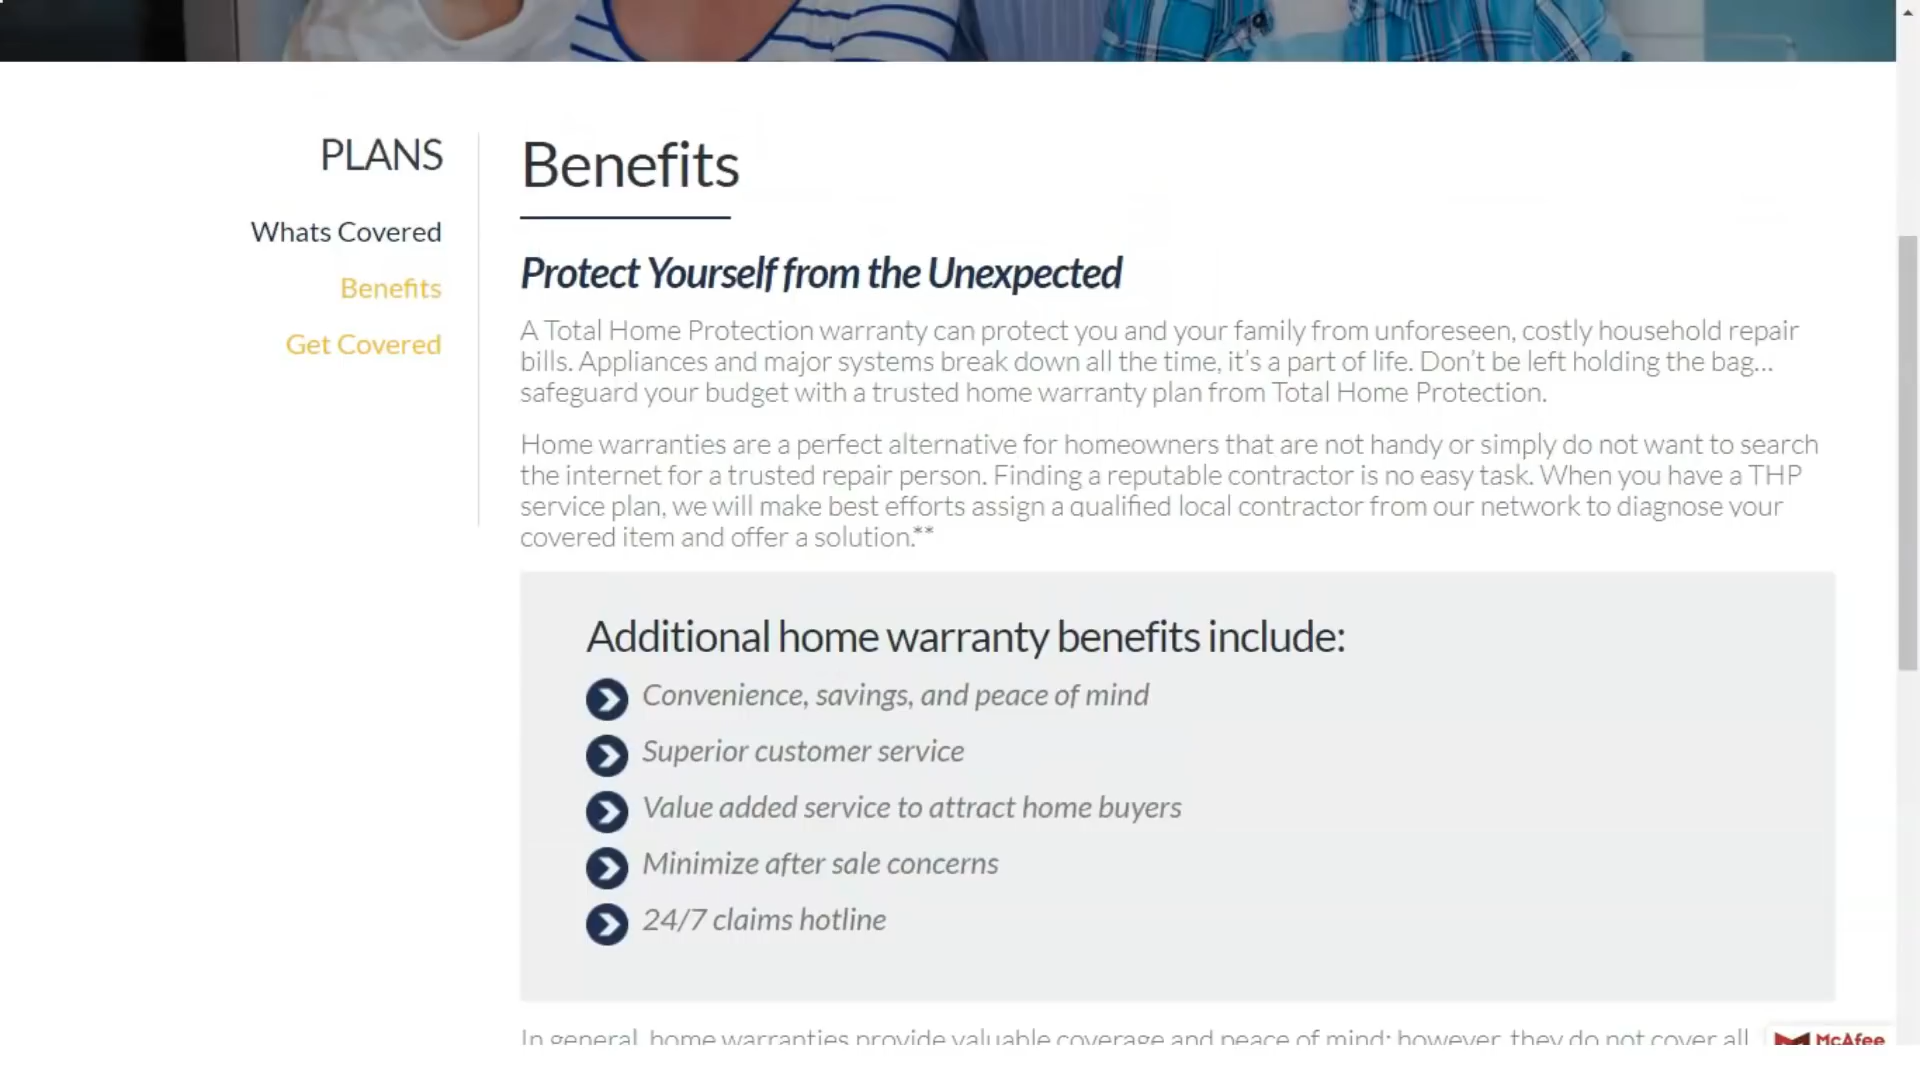 PLANS
Whats Covered
Benefits
Get Covered
Benefits
Protect Yourself from the Unexpected
A Total Home Protection warranty can protect you and your family from unforeseen, costly household repair
bills. Appliances and major systems break down all the time, it's a part of life. Don't be left holding the bag...
safeguard your budget with a trusted home warranty plan from Total Home Protection.
Home warranties are a perfect alternative for homeowners that are not handy or simply do not want to search
the internet for a trusted repair person. Finding a reputable contractor is no easy task. When you have a THP
service plan, we will make best efforts assign a qualified local contractor from our network to diagnose your
covered item and offer a solution.**
Additional home warranty benefits include:
Convenience, savings, and peace of mind
Superior customer service
Value added service to attract home buyers
Minimize after sale concerns
24/7 claims hotline
In general, home warranties provide valuable coverage and peace of mind; however, they do not cover all
McAfee